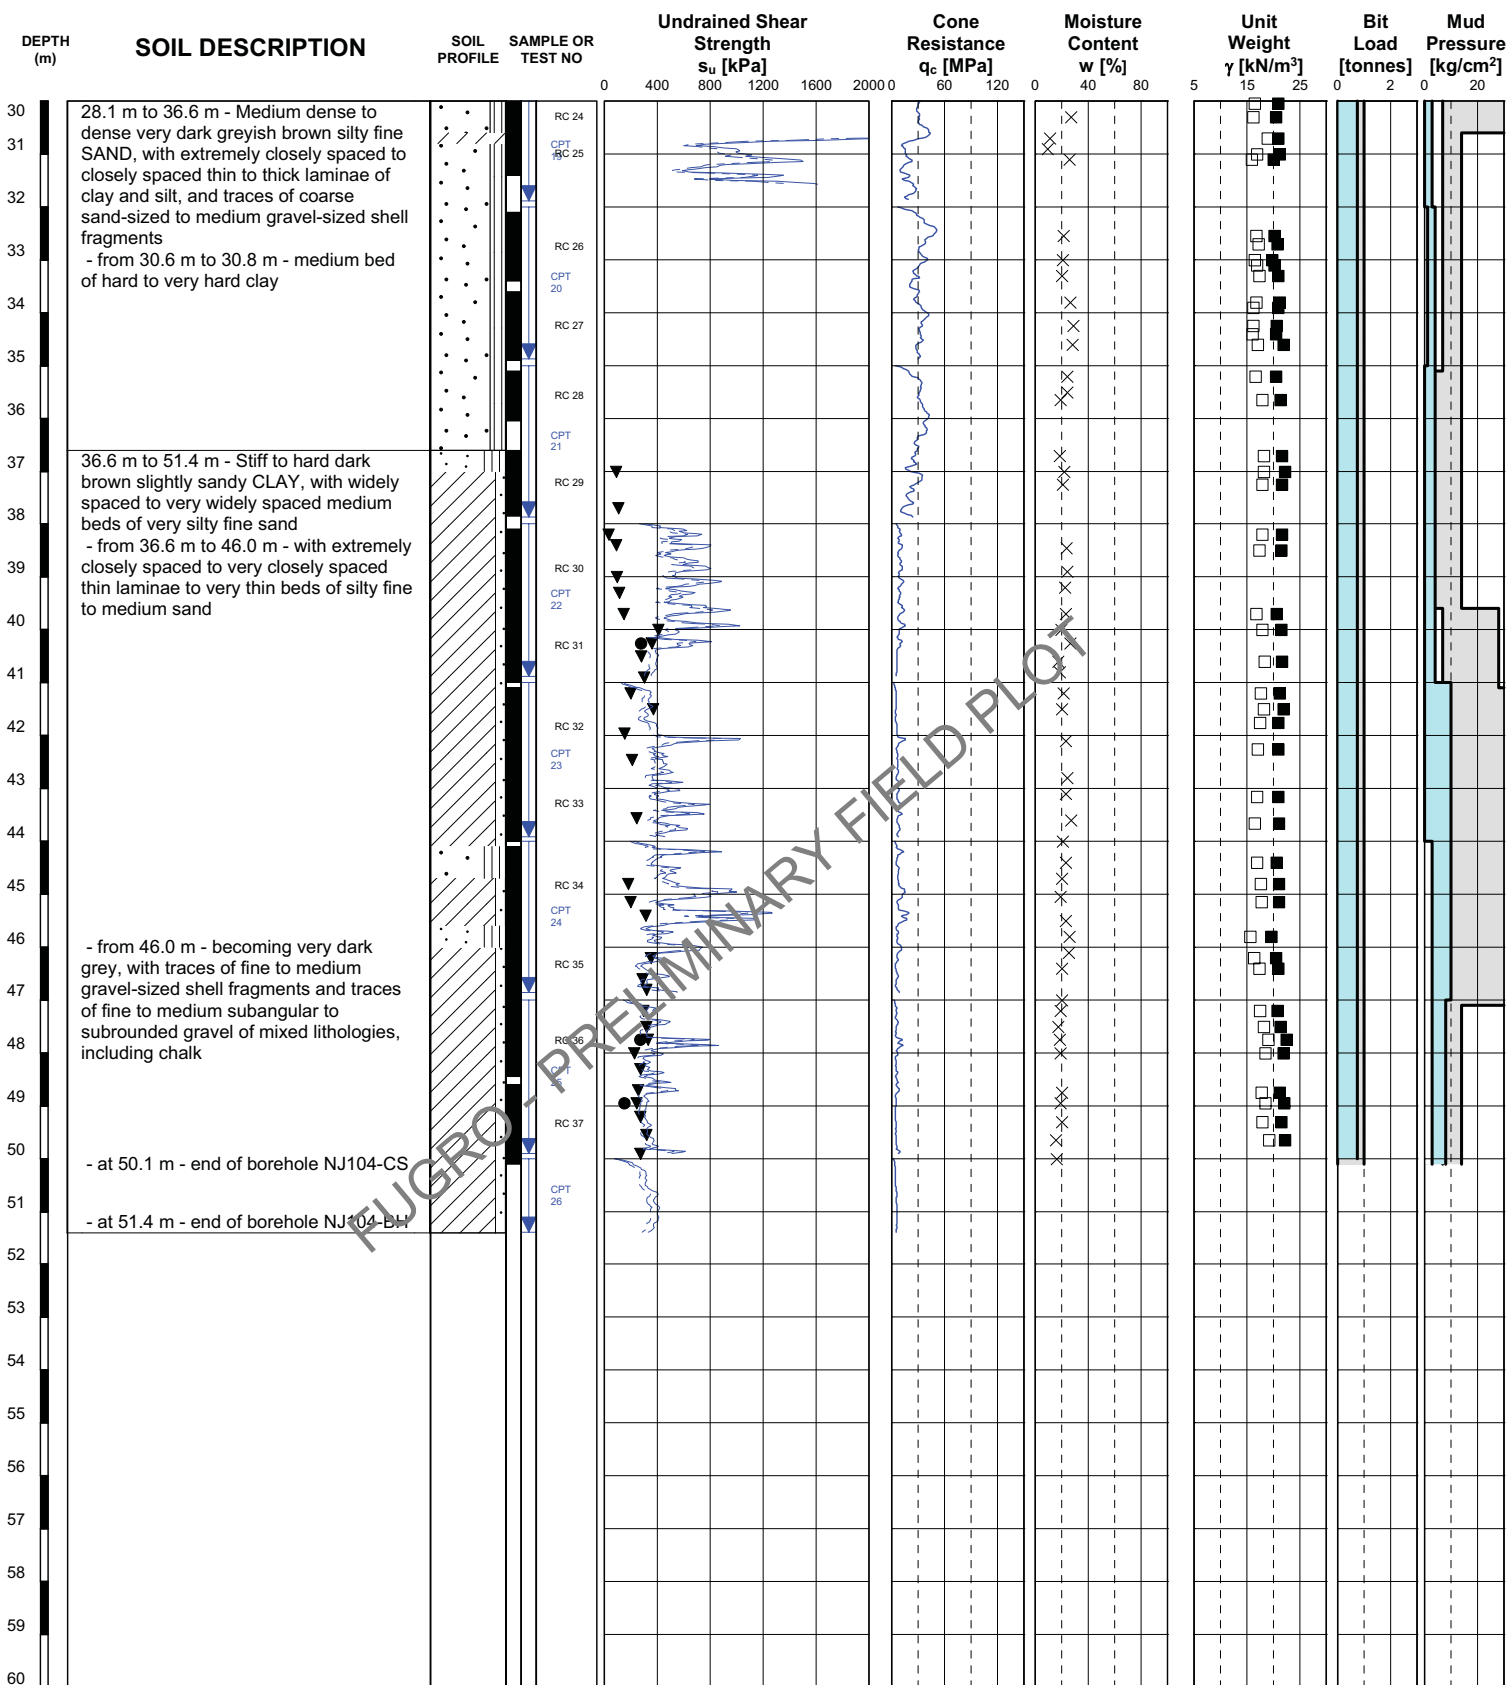 DEPTH
(m)
SOIL DESCRIPTION
SOIL
PROFILE
SAMPLE OR
TEST NO
Undrained Shear
Strength
su [kPa]
Cone
Resistance
qc [MPa]
Moisture
Content
w [%]
Unit
Weight
γ [kN/m³]
Bit
Load
[tonnes]
Mud
Pressure
[kg/cm²]
0 400 800 1200 1600 2000
0 60 120
0 40 80
5 15 25
0 2
0 20
30
31
32
33
34
35
36
37
38
39
40
41
42
43
44
45
46
47
48
49
50
51
52
53
54
55
56
57
58
59
60
28.1 m to 36.6 m - Medium dense to
dense very dark greyish brown silty fine
SAND, with extremely closely spaced to
closely spaced thin to thick laminae of
clay and silt, and traces of coarse
sand-sized to medium gravel-sized shell
fragments
- from 30.6 m to 30.8 m - medium bed
of hard to very hard clay
36.6 m to 51.4 m - Stiff to hard dark
brown slightly sandy CLAY, with widely
spaced to very widely spaced medium
beds of very silty fine sand
- from 36.6 m to 46.0 m - with extremely
closely spaced to very closely spaced
thin laminae to very thin beds of silty fine
to medium sand
- from 46.0 m - becoming very dark
grey, with traces of fine to medium
gravel-sized shell fragments and traces
of fine to medium subangular to
subrounded gravel of mixed lithologies,
including chalk
- at 50.1 m - end of borehole NJ104-CS
- at 51.4 m - end of borehole NJ104-BH
RC 24
CPT
19
RC 25
RC 26
CPT
20
RC 27
RC 28
CPT
21
RC 29
RC 30
CPT
22
RC 31
RC 32
CPT
23
RC 33
RC 34
CPT
24
RC 35
RC 36
CPT
25
RC 37
CPT
26
FUGRO - PRELIMINARY FIELD PLOT